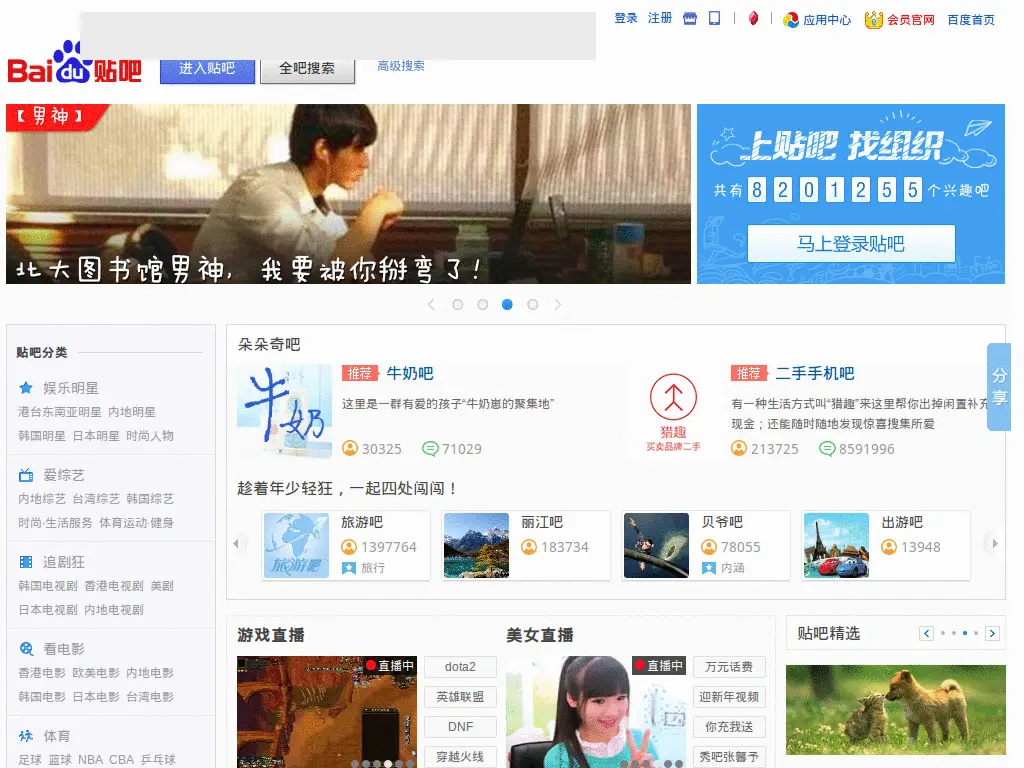 登录 注册 应用中心 会员官网 百度首页
Bai du 贴吧 进入贴吧 全吧搜索 高级搜索
【男神】
北大图书馆男神，我要被你掰弯了！
上贴吧 找组织
共有 8 2 0 1 2 5 5 个兴趣吧
马上登录贴吧
分享
贴吧分类
娱乐明星
港台东南亚明星 内地明星
韩国明星 日本明星 时尚人物
爱综艺
内地综艺 台湾综艺 韩国综艺
时尚·生活服务 体育运动·健身
追剧狂
韩国电视剧 香港电视剧 美剧
日本电视剧 内地电视剧
看电影
香港电影 欧美电影 内地电影
韩国电影 日本电影 台湾电影
体育
足球 篮球 NBA CBA 乒乓球
朵朵奇吧
牛奶
推荐 牛奶吧
这里是一群有爱的孩子“牛奶崽的聚集地”
30325 71029
猎趣
买卖品牌二手
推荐 二手手机吧
有一种生活方式叫“猎趣”来这里帮你出掉闲置补充
现金；还能随时随地发现惊喜搜集所爱
213725 8591996
趁着年少轻狂，一起四处闯闯！
旅游吧
旅游吧
1397764
旅行
丽江吧
183734
贝爷吧
78055
内涵
出游吧
13948
游戏直播
直播中
dota2
英雄联盟
DNF
穿越火线
美女直播
直播中
万元话费
迎新年视频
你充我送
秀吧张馨予
贴吧精选